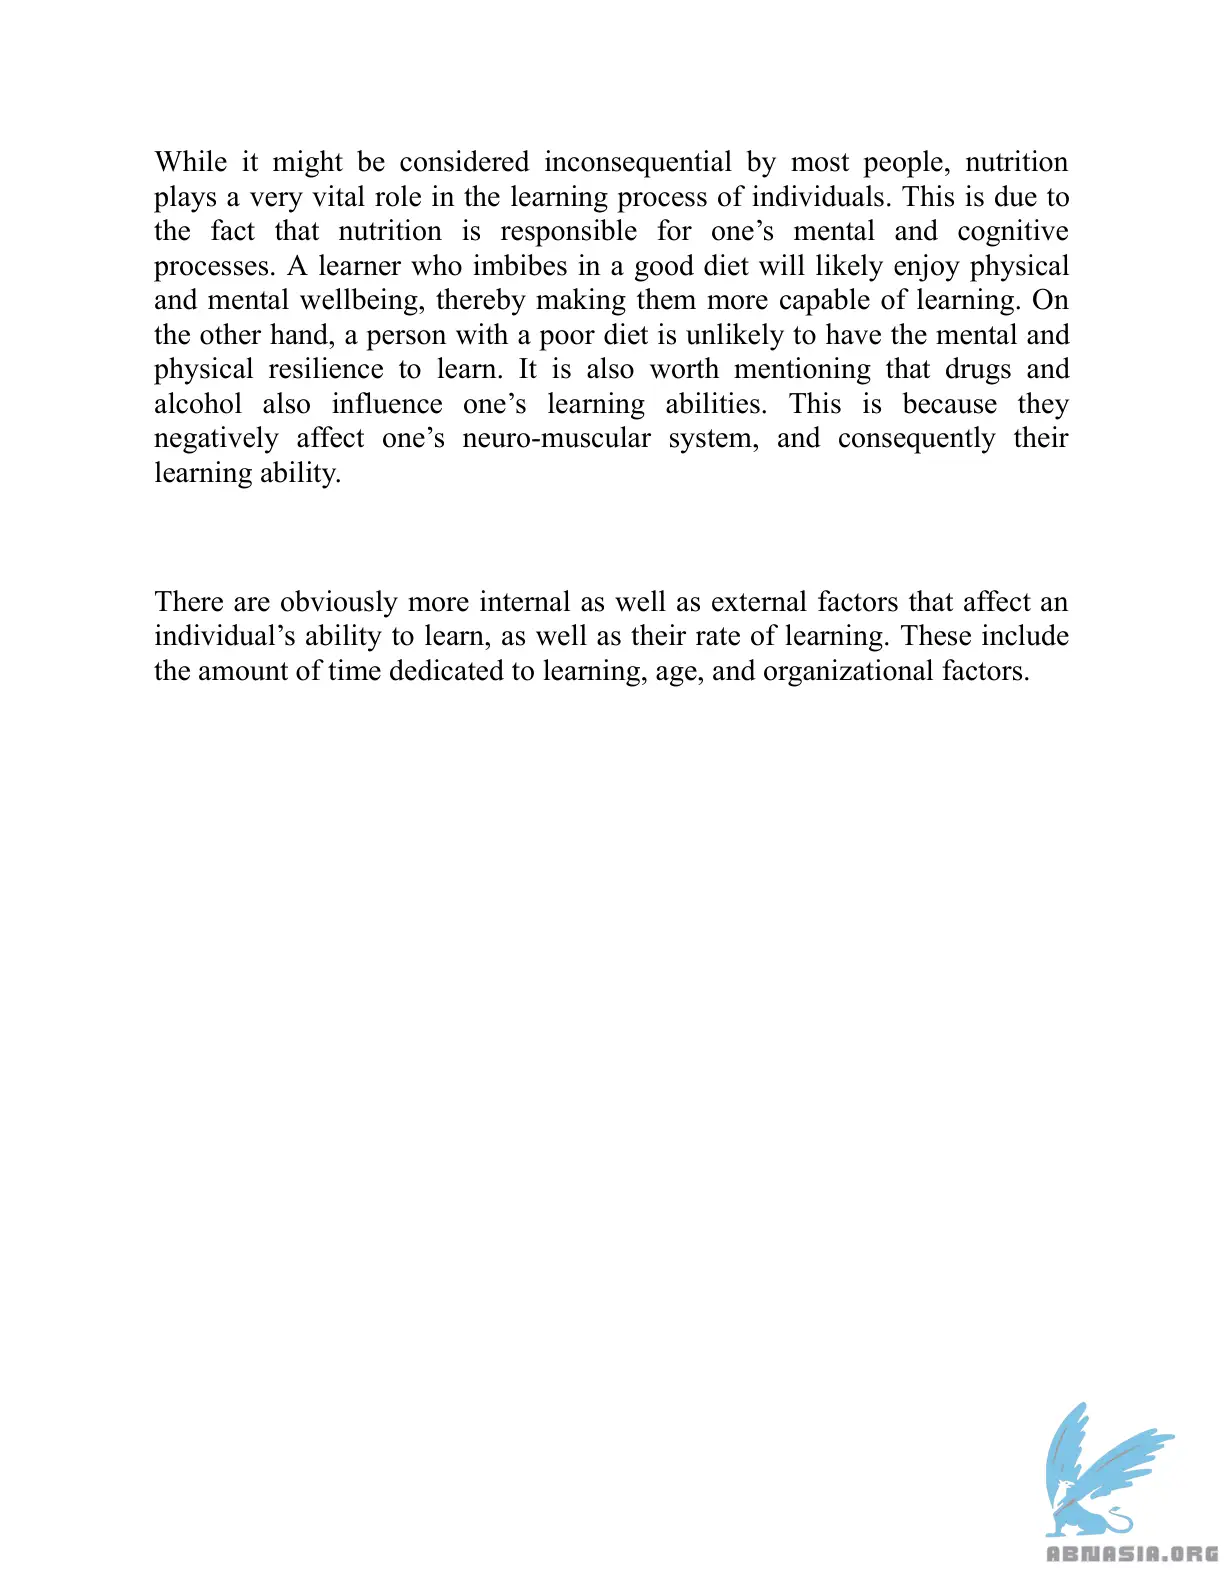 While it might be considered inconsequential by most people, nutrition
plays a very vital role in the learning process of individuals. This is due to
the fact that nutrition is responsible for one’s mental and cognitive
processes. A learner who imbibes in a good diet will likely enjoy physical
and mental wellbeing, thereby making them more capable of learning. On
the other hand, a person with a poor diet is unlikely to have the mental and
physical resilience to learn. It is also worth mentioning that drugs and
alcohol also influence one’s learning abilities. This is because they
negatively affect one’s neuro-muscular system, and consequently their
learning ability.
There are obviously more internal as well as external factors that affect an
individual’s ability to learn, as well as their rate of learning. These include
the amount of time dedicated to learning, age, and organizational factors.
ABNASIA.ORG